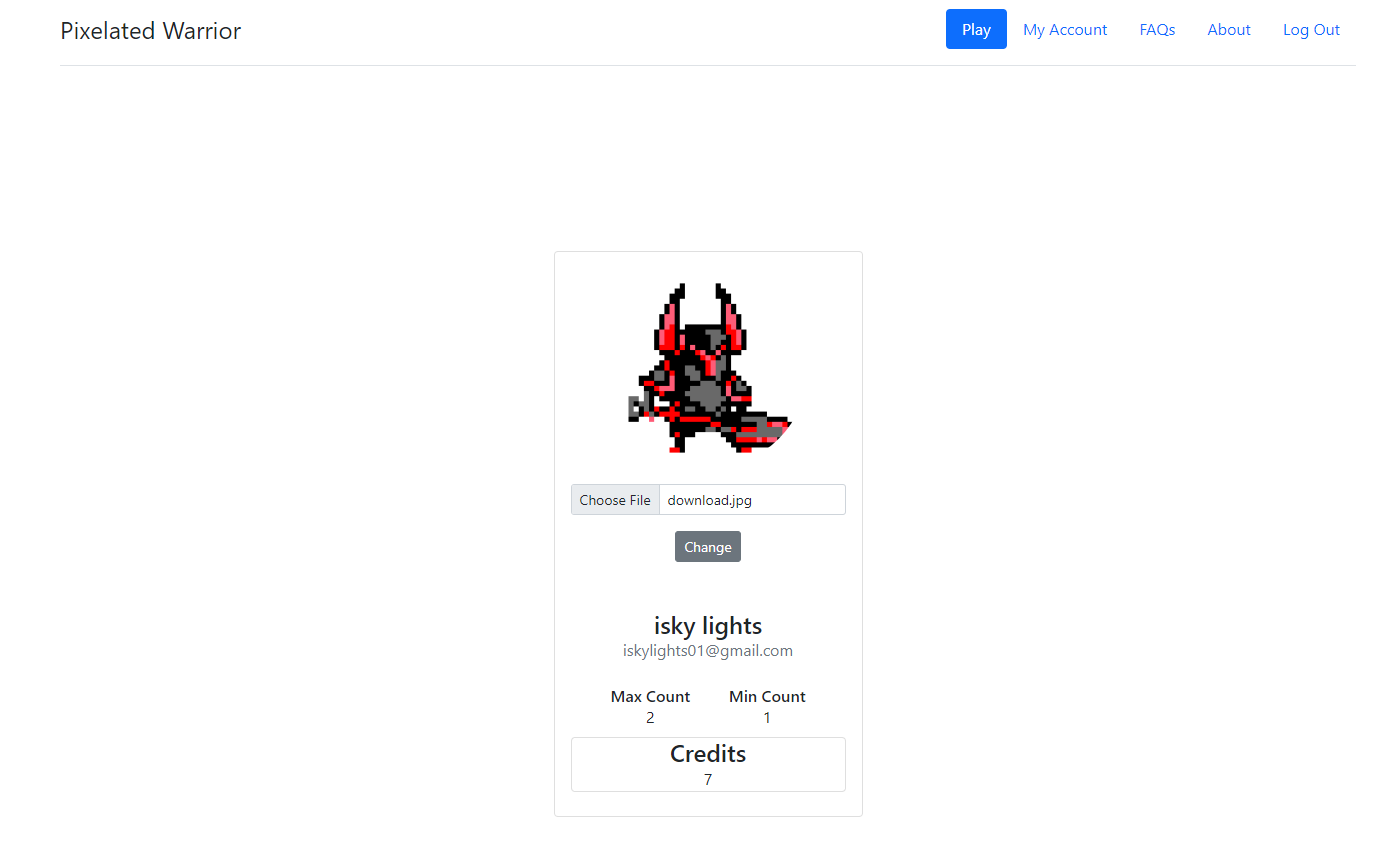 Pixelated Warrior
Play My Account FAQs About Log Out
Choose File download.jpg
Change
isky lights
iskylights01@gmail.com
Max Count Min Count
2 1
Credits
7